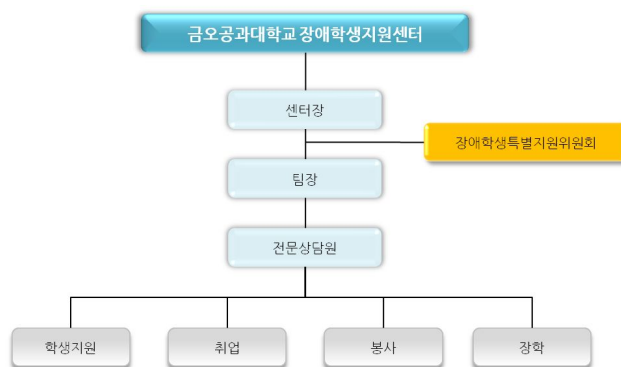 금오공과대학교 장애학생지원센터
센터장
장애학생특별지원위원회
팀장
전문상담원
학생지원
취업
봉사
장학